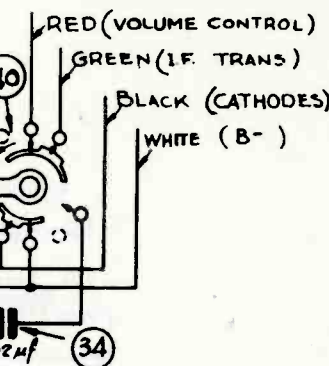 RED (VOLUME CONTROL)
GREEN (I.F. TRANS)
BLACK (CATHODES)
WHITE (B-)
34